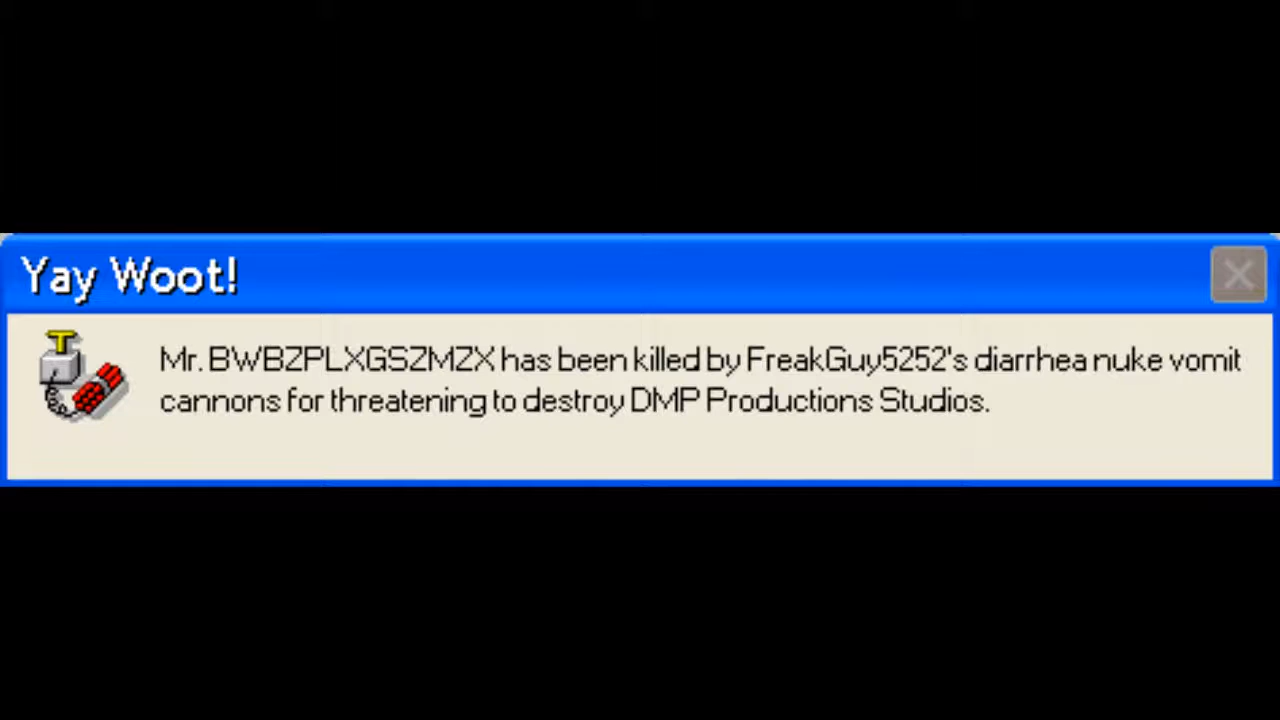 Yay Woot!
Mr. BWBZPLXGSZMZX has been killed by FreakGuy5252's diarrhea nuke vomit
cannons for threatening to destroy DMP Productions Studios.